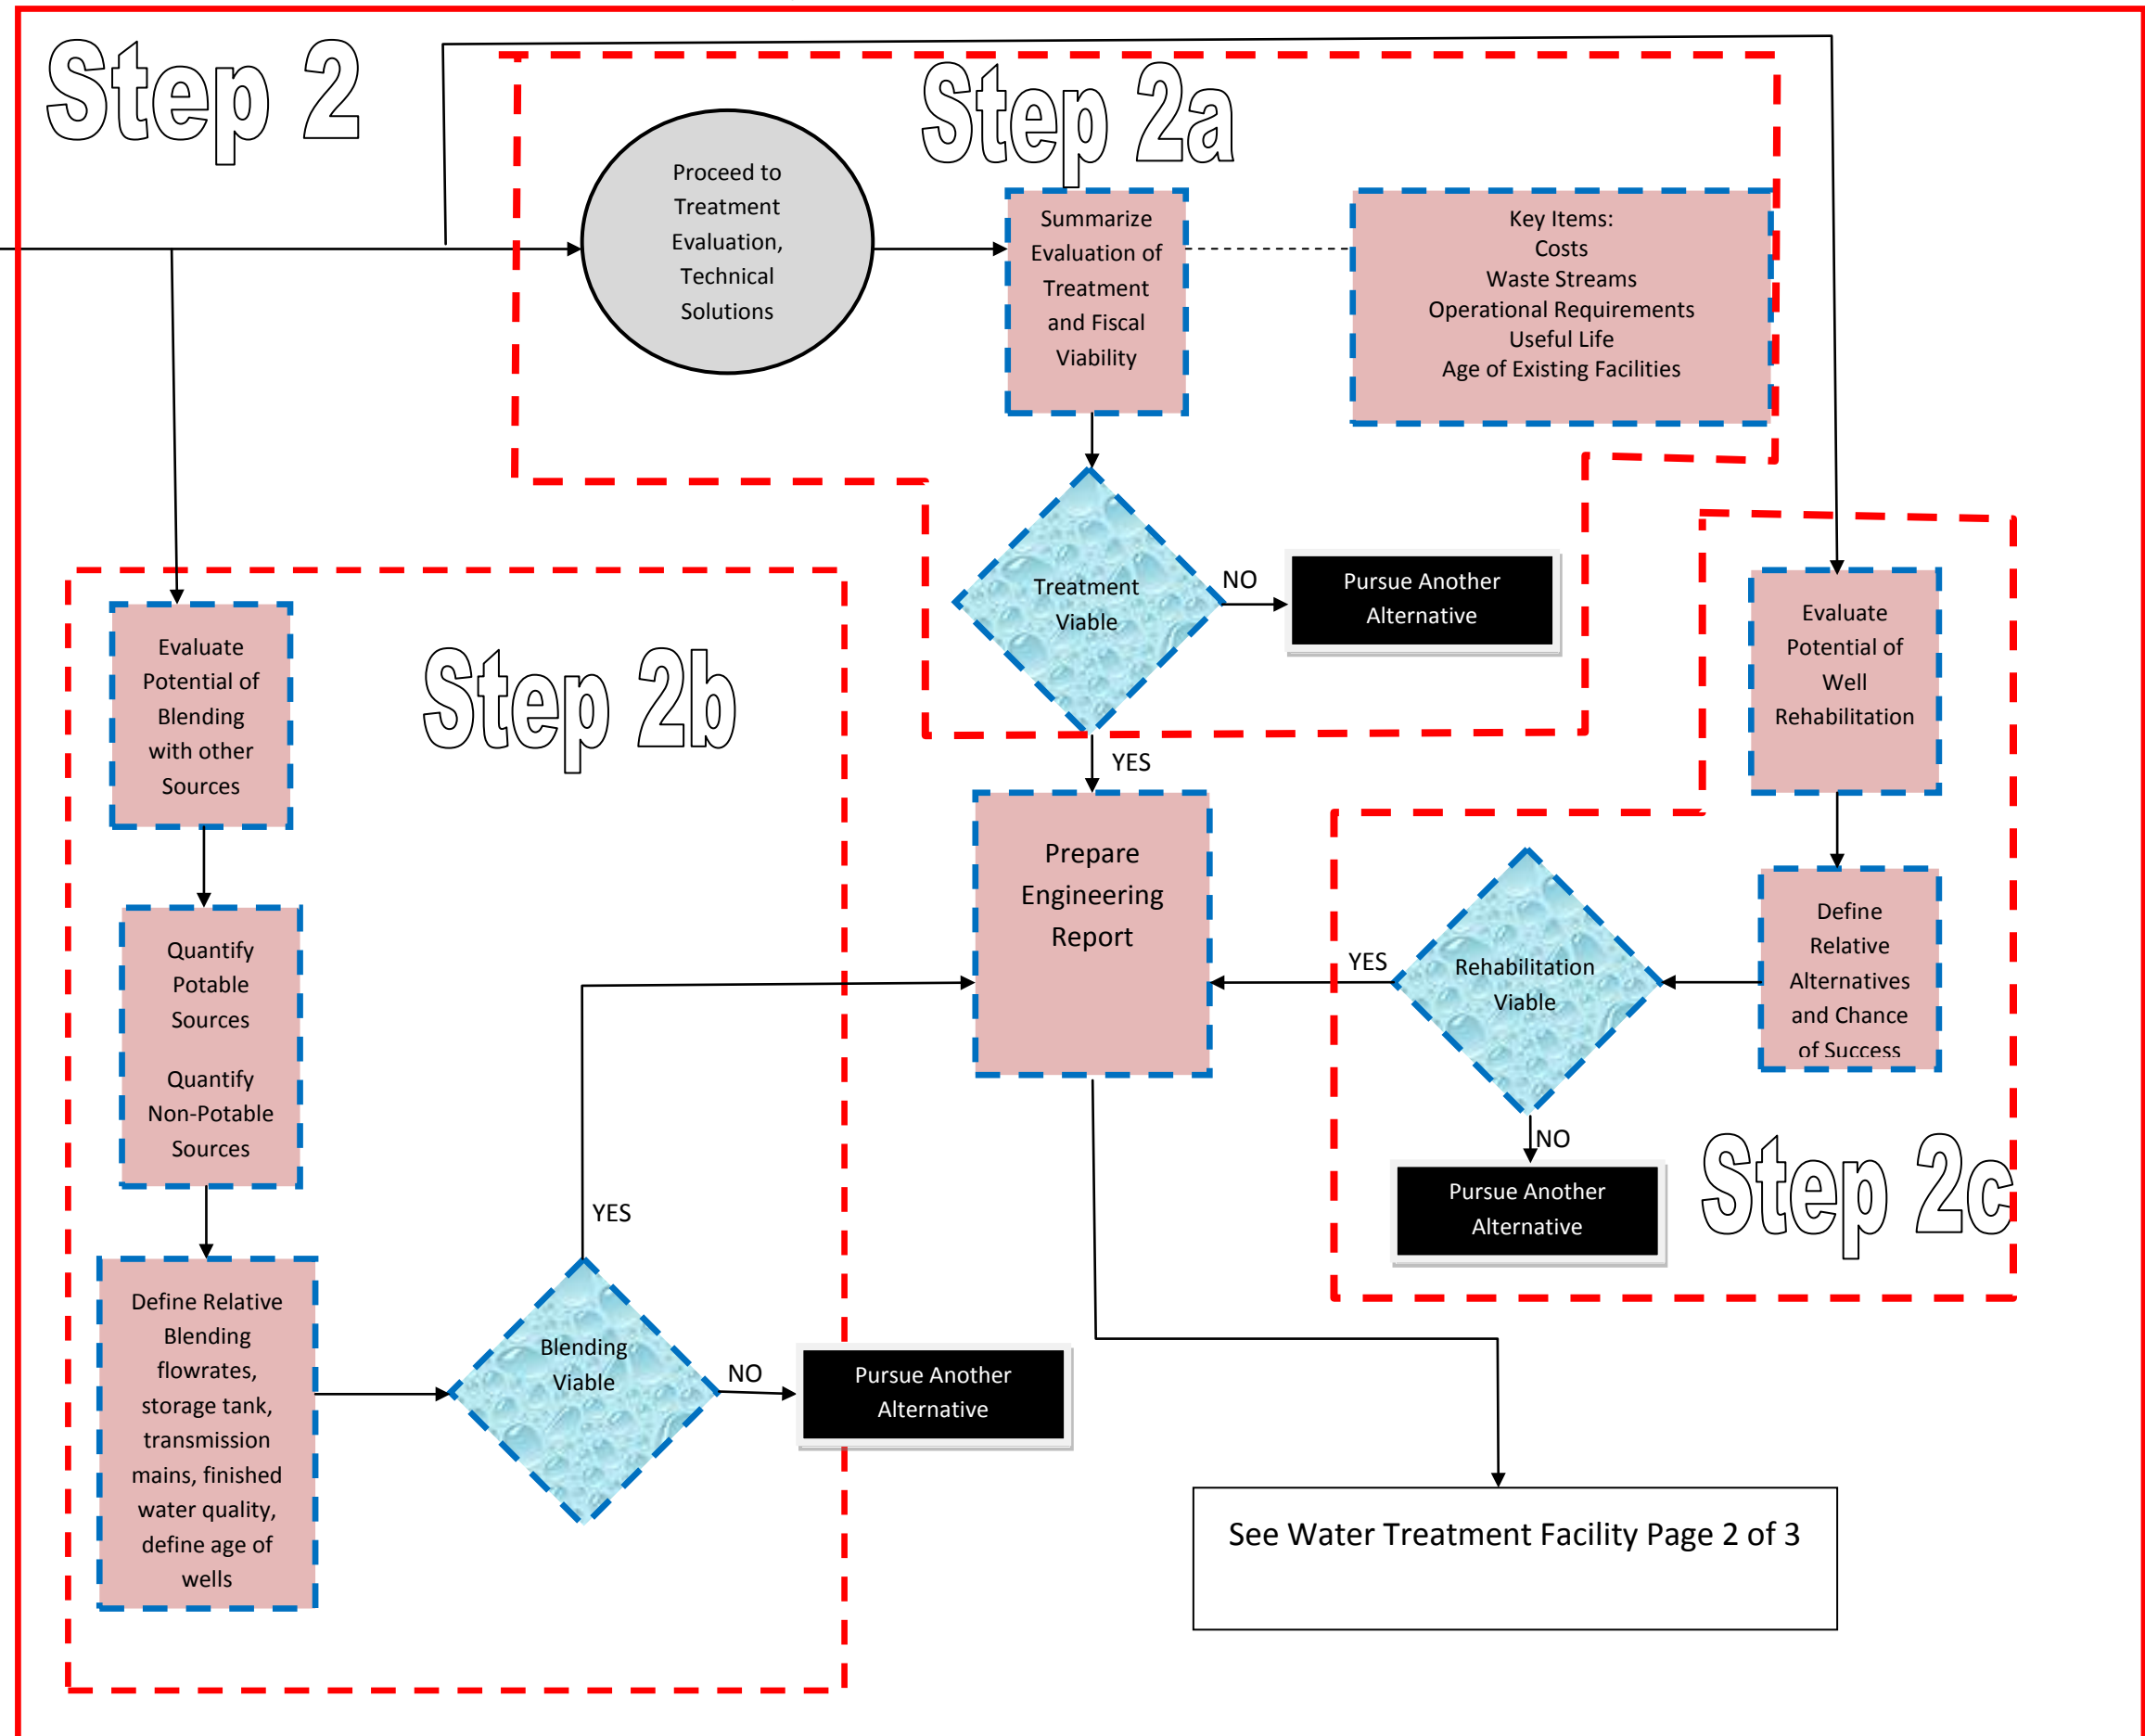 Step 2
Step 2a
Proceed to
Treatment
Evaluation,
Technical
Solutions
Summarize
Evaluation of
Treatment
and Fiscal
Viability
Key Items:
Costs
Waste Streams
Operational Requirements
Useful Life
Age of Existing Facilities
Treatment
Viable
NO
Pursue Another
Alternative
YES
Evaluate
Potential of
Well
Rehabilitation
Step 2b
Evaluate
Potential of
Blending
with other
Sources
Prepare
Engineering
Report
Define
Relative
Alternatives
and Chance
of Success
Rehabilitation
Viable
YES
NO
Pursue Another
Alternative
Step 2c
Quantify
Potable
Sources
Quantify
Non-Potable
Sources
YES
Define Relative
Blending
flowrates,
storage tank,
transmission
mains, finished
water quality,
define age of
wells
Blending
Viable
NO
Pursue Another
Alternative
See Water Treatment Facility Page 2 of 3